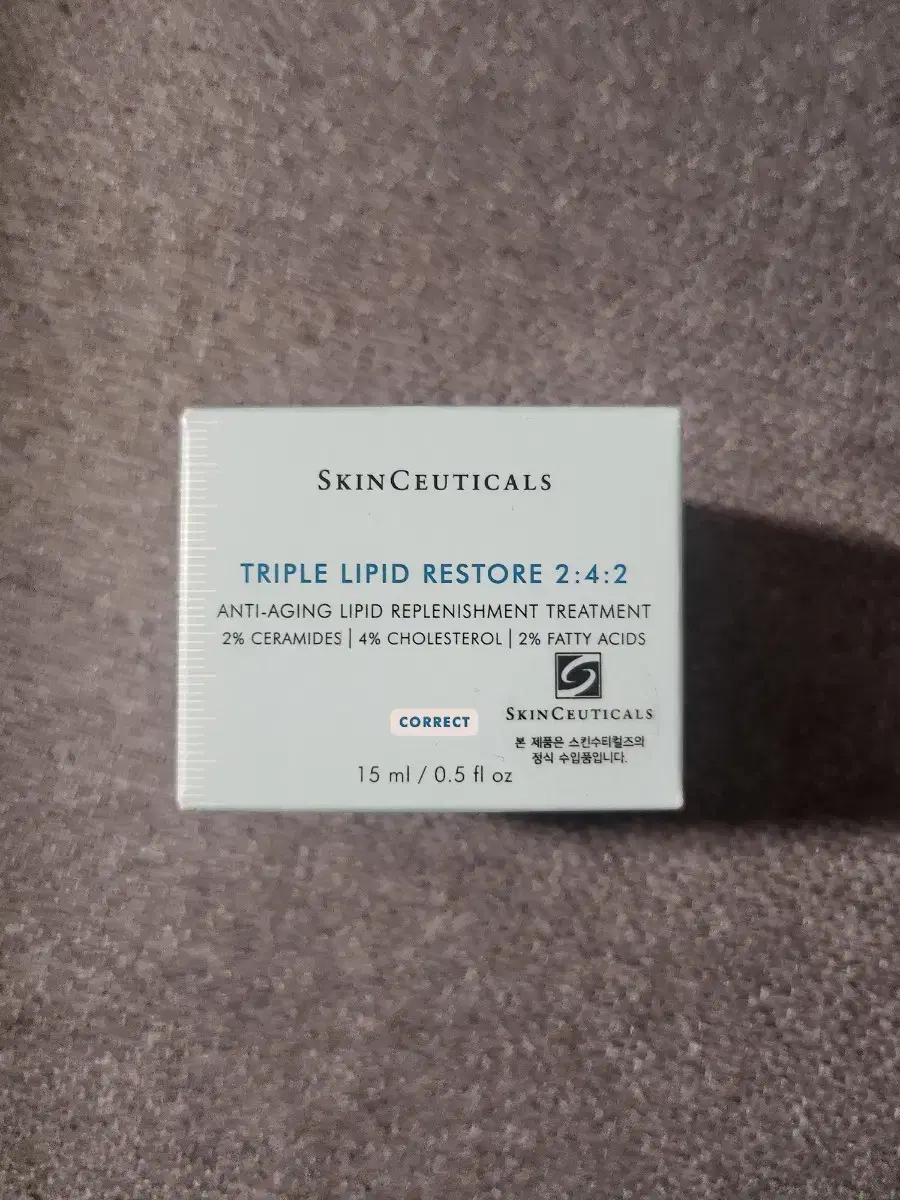 SKINCEUTICALS
TRIPLE LIPID RESTORE 2:4:2
ANTI-AGING LIPID REPLENISHMENT TREATMENT
2% CERAMIDES | 4% CHOLESTEROL | 2% FATTY ACIDS
SKINCEUTICALS
CORRECT
본 제품은 스킨수티컬즈의
정식 수입품입니다.
15 ml / 0.5 fl oz